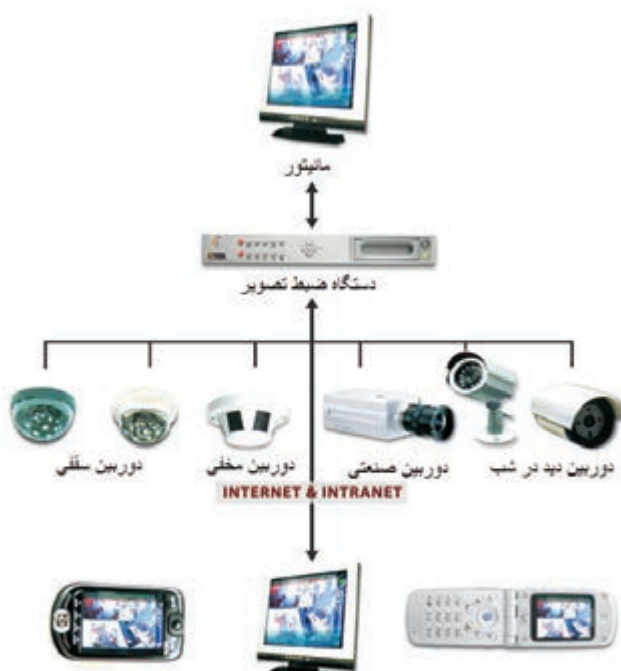 مانیتور
دستگاه ضبط تصویر
دوربین دید در شب
دوربین صنعتی
دوربین مخفی
دوربین سقفی
INTERNET & INTRANET